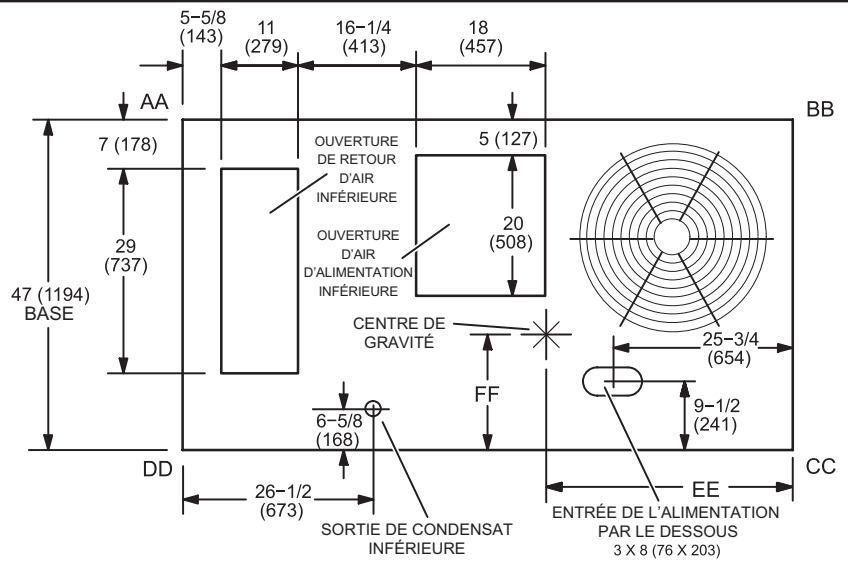 5−5/8
(143)
11
(279)
16−1/4
(413)
18
(457)
AA
BB
7 (178)
5 (127)
OUVERTURE
DE RETOUR
D'AIR
INFÉRIEURE
OUVERTURE
D'AIR
D'ALIMENTATION
INFÉRIEURE
20
(508)
29
(737)
47 (1194)
BASE
CENTRE DE
GRAVITÉ
25−3/4
(654)
FF
9−1/2
(241)
6−5/8
(168)
DD
CC
26−1/2
(673)
EE
SORTIE DE CONDENSAT
INFÉRIEURE
ENTRÉE DE L'ALIMENTATION
PAR LE DESSOUS
3 X 8 (76 X 203)